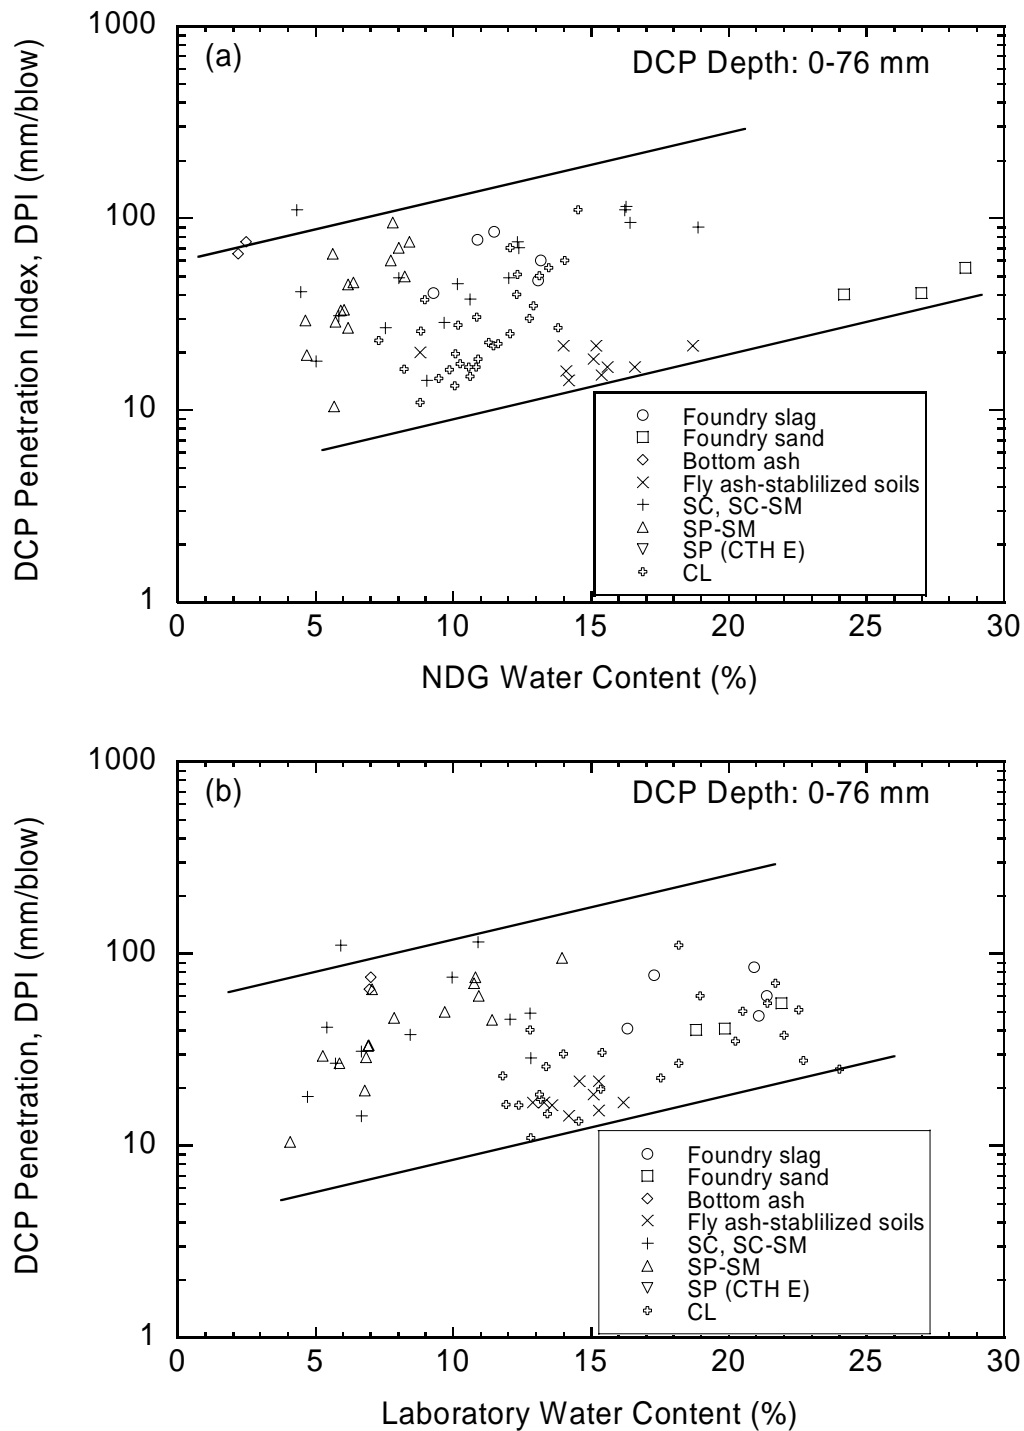 1000
(a)
DCP Depth: 0-76 mm
100
10
1
DCP Penetration Index, DPI (mm/blow)
Foundry slag
Foundry sand
Bottom ash
Fly ash-stablilized soils
SC, SC-SM
SP-SM
SP (CTH E)
CL
0 5 10 15 20 25 30
NDG Water Content (%)
1000
(b)
DCP Depth: 0-76 mm
100
10
1
DCP Penetration, DPI (mm/blow)
Foundry slag
Foundry sand
Bottom ash
Fly ash-stablilized soils
SC, SC-SM
SP-SM
SP (CTH E)
CL
0 5 10 15 20 25 30
Laboratory Water Content (%)